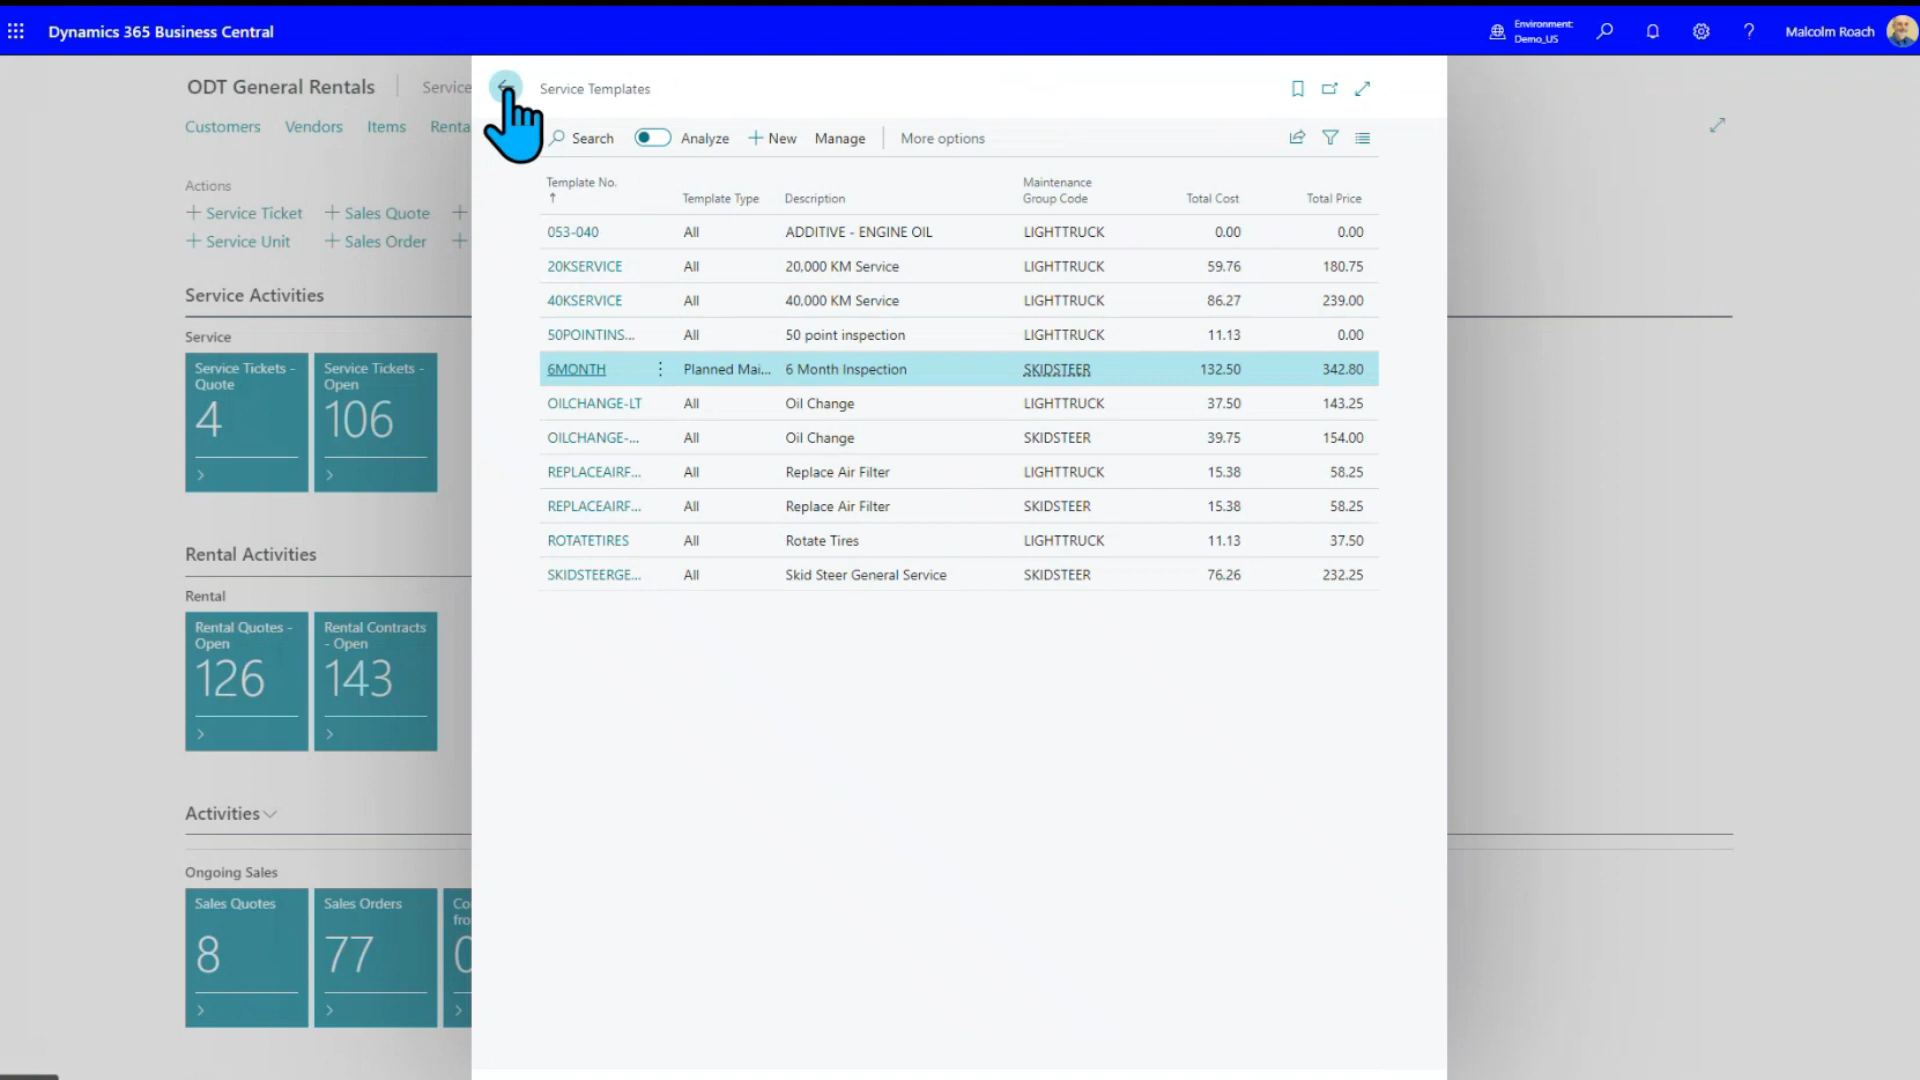 Dynamics 365 Business Central
Environment:
Demo_US
?
Malcolm Roach
ODT General Rentals
Service
Customers
Vendors
Items
Actions
+ Service Ticket
+ Sales Quote
+
+ Service Unit
+ Sales Order
+
Service Activities
Service
Service Tickets -
Quote
4
Service Tickets -
Open
106
Rental Activities
Rental
Rental Quotes -
Open
126
Rental Contracts
- Open
143
Activities
Ongoing Sales
Sales Quotes
8
Sales Orders
77
Service Templates
Search
Analyze
+ New
Manage
More options
Template No.
↑
Template Type
Description
Maintenance
Group Code
Total Cost
Total Price
053-040 All ADDITIVE - ENGINE OIL LIGHTTRUCK 0.00 0.00
20KSERVICE All 20,000 KM Service LIGHTTRUCK 59.76 180.75
40KSERVICE All 40,000 KM Service LIGHTTRUCK 86.27 239.00
50POINTINS... All 50 point inspection LIGHTTRUCK 11.13 0.00
6MONTH Planned Mai... 6 Month Inspection SKIDSTEER 132.50 342.80
OILCHANGE-LT All Oil Change LIGHTTRUCK 37.50 143.25
OILCHANGE-... All Oil Change SKIDSTEER 39.75 154.00
REPLACEAIRF... All Replace Air Filter LIGHTTRUCK 15.38 58.25
REPLACEAIRF... All Replace Air Filter SKIDSTEER 15.38 58.25
ROTATETIRES All Rotate Tires LIGHTTRUCK 11.13 37.50
SKIDSTEERGE... All Skid Steer General Service SKIDSTEER 76.26 232.25